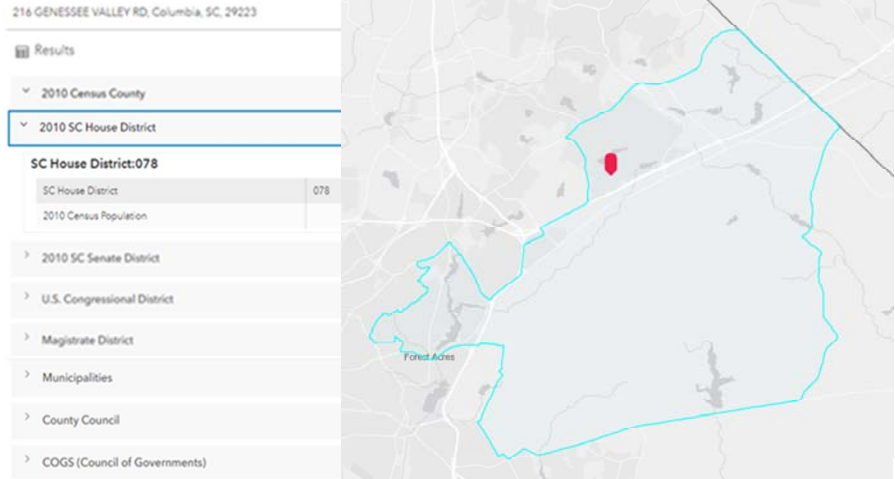 216 GENESSEE VALLEY RD, Columbia, SC, 29223
Results
2010 Census County
2010 SC House District
SC House District:078
SC House District 078
2010 Census Population
2010 SC Senate District
U.S. Congressional District
Magistrate District
Municipalities
County Council
COGS (Council of Governments)
Forest Acres